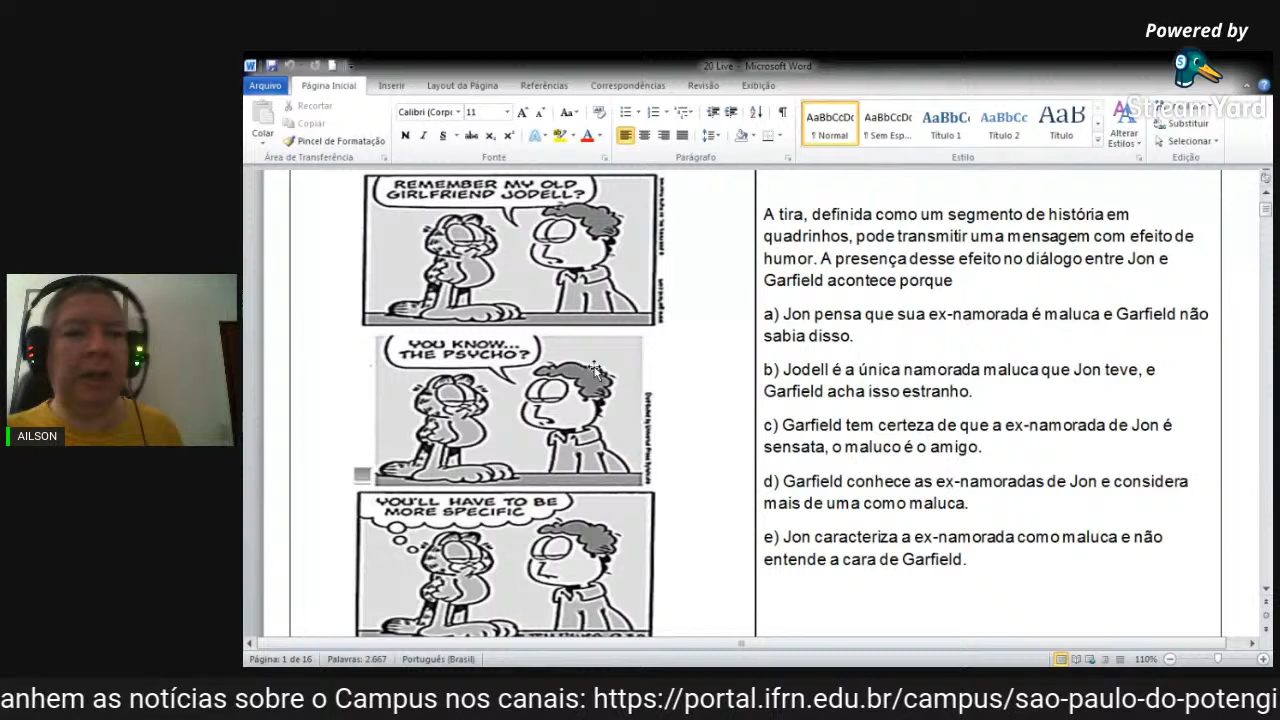 Powered by
StreamYard
20 Live - Microsoft Word
Arquivo
Página Inicial
Inserir
Layout da Página
Referências
Correspondências
Revisão
Exibição
Colar
Recortar
Copiar
Pincel de Formatação
Área de Transferência
Calibri (Corp
11
Fonte
Parágrafo
AaBbCcDc
¶ Normal
AaBbCcDc
¶ Sem Esp...
AaBbC
Título 1
AaBbCc
Título 2
AaB
Título
Alterar
Estilos
Estilo
Substituir
Selecionar
Edição
REMEMBER MY OLD
GIRLFRIEND JODELL?
YOU KNOW...
THE PSYCHO?
YOU'LL HAVE TO BE
MORE SPECIFIC
A tira, definida como um segmento de história em
quadrinhos, pode transmitir uma mensagem com efeito de
humor. A presença desse efeito no diálogo entre Jon e
Garfield acontece porque
a) Jon pensa que sua ex-namorada é maluca e Garfield não
sabia disso.
b) Jodell é a única namorada maluca que Jon teve, e
Garfield acha isso estranho.
c) Garfield tem certeza de que a ex-namorada de Jon é
sensata, o maluco é o amigo.
d) Garfield conhece as ex-namoradas de Jon e considera
mais de uma como maluca.
e) Jon caracteriza a ex-namorada como maluca e não
entende a cara de Garfield.
AILSON
Página: 1 de 16
Palavras: 2.667
Português (Brasil)
110%
anhem as notícias sobre o Campus nos canais: https://portal.ifrn.edu.br/campus/sao-paulo-do-potengi